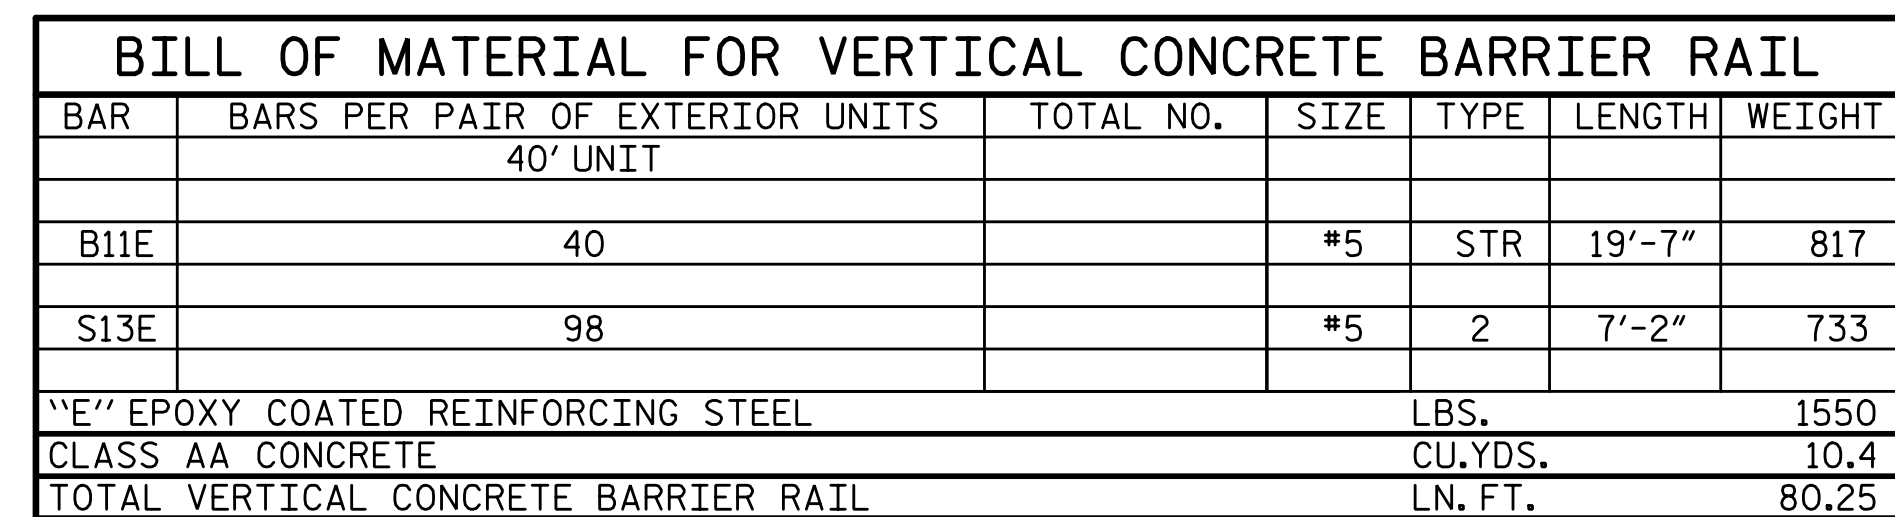 BILL OF MATERIAL FOR VERTICAL CONCRETE BARRIER RAIL
BAR BARS PER PAIR OF EXTERIOR UNITS TOTAL NO. SIZE TYPE LENGTH WEIGHT
40' UNIT
B11E 40 #5 STR 19'-7" 817
S13E 98 #5 2 7'-2" 733
"E" EPOXY COATED REINFORCING STEEL LBS. 1550
CLASS AA CONCRETE CU.YDS. 10.4
TOTAL VERTICAL CONCRETE BARRIER RAIL LN. FT. 80.25